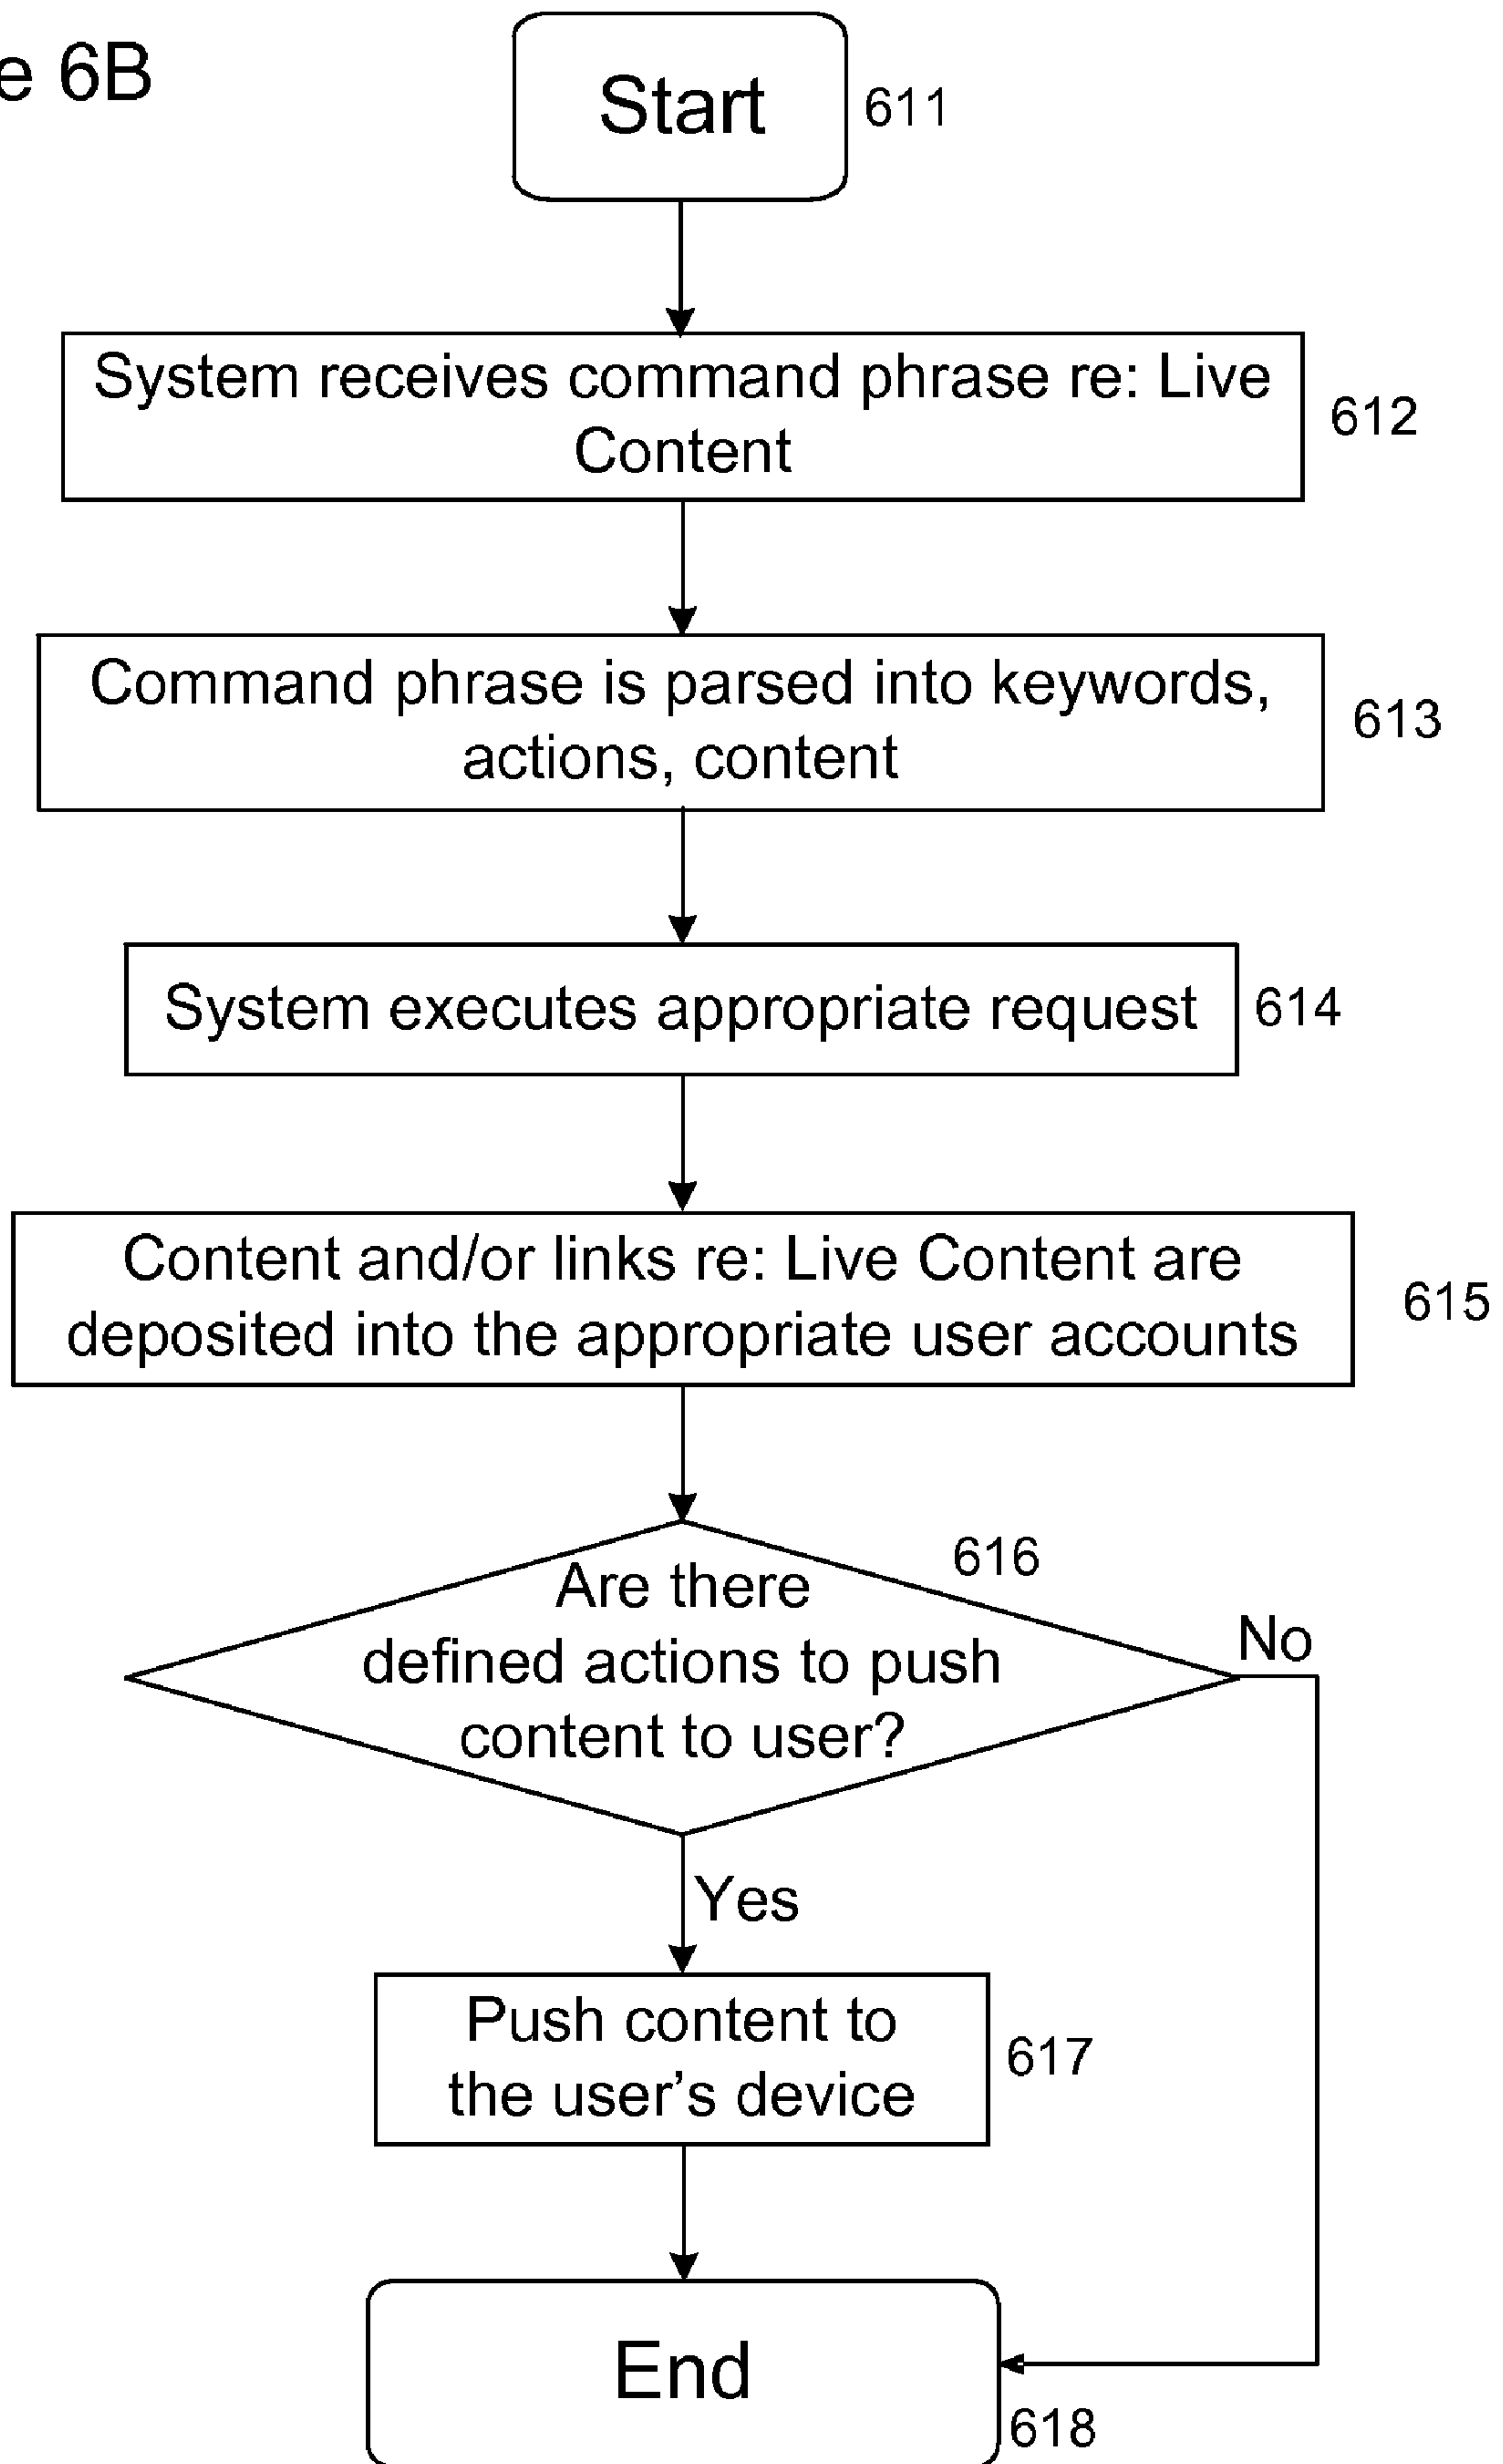 e 6B
Start
611
System receives command phrase re: Live
Content
612
Command phrase is parsed into keywords,
actions, content
613
System executes appropriate request
614
Content and/or links re: Live Content are
deposited into the appropriate user accounts
615
616
Are there
defined actions to push
content to user?
No
Yes
Push content to
the user's device
617
End
618